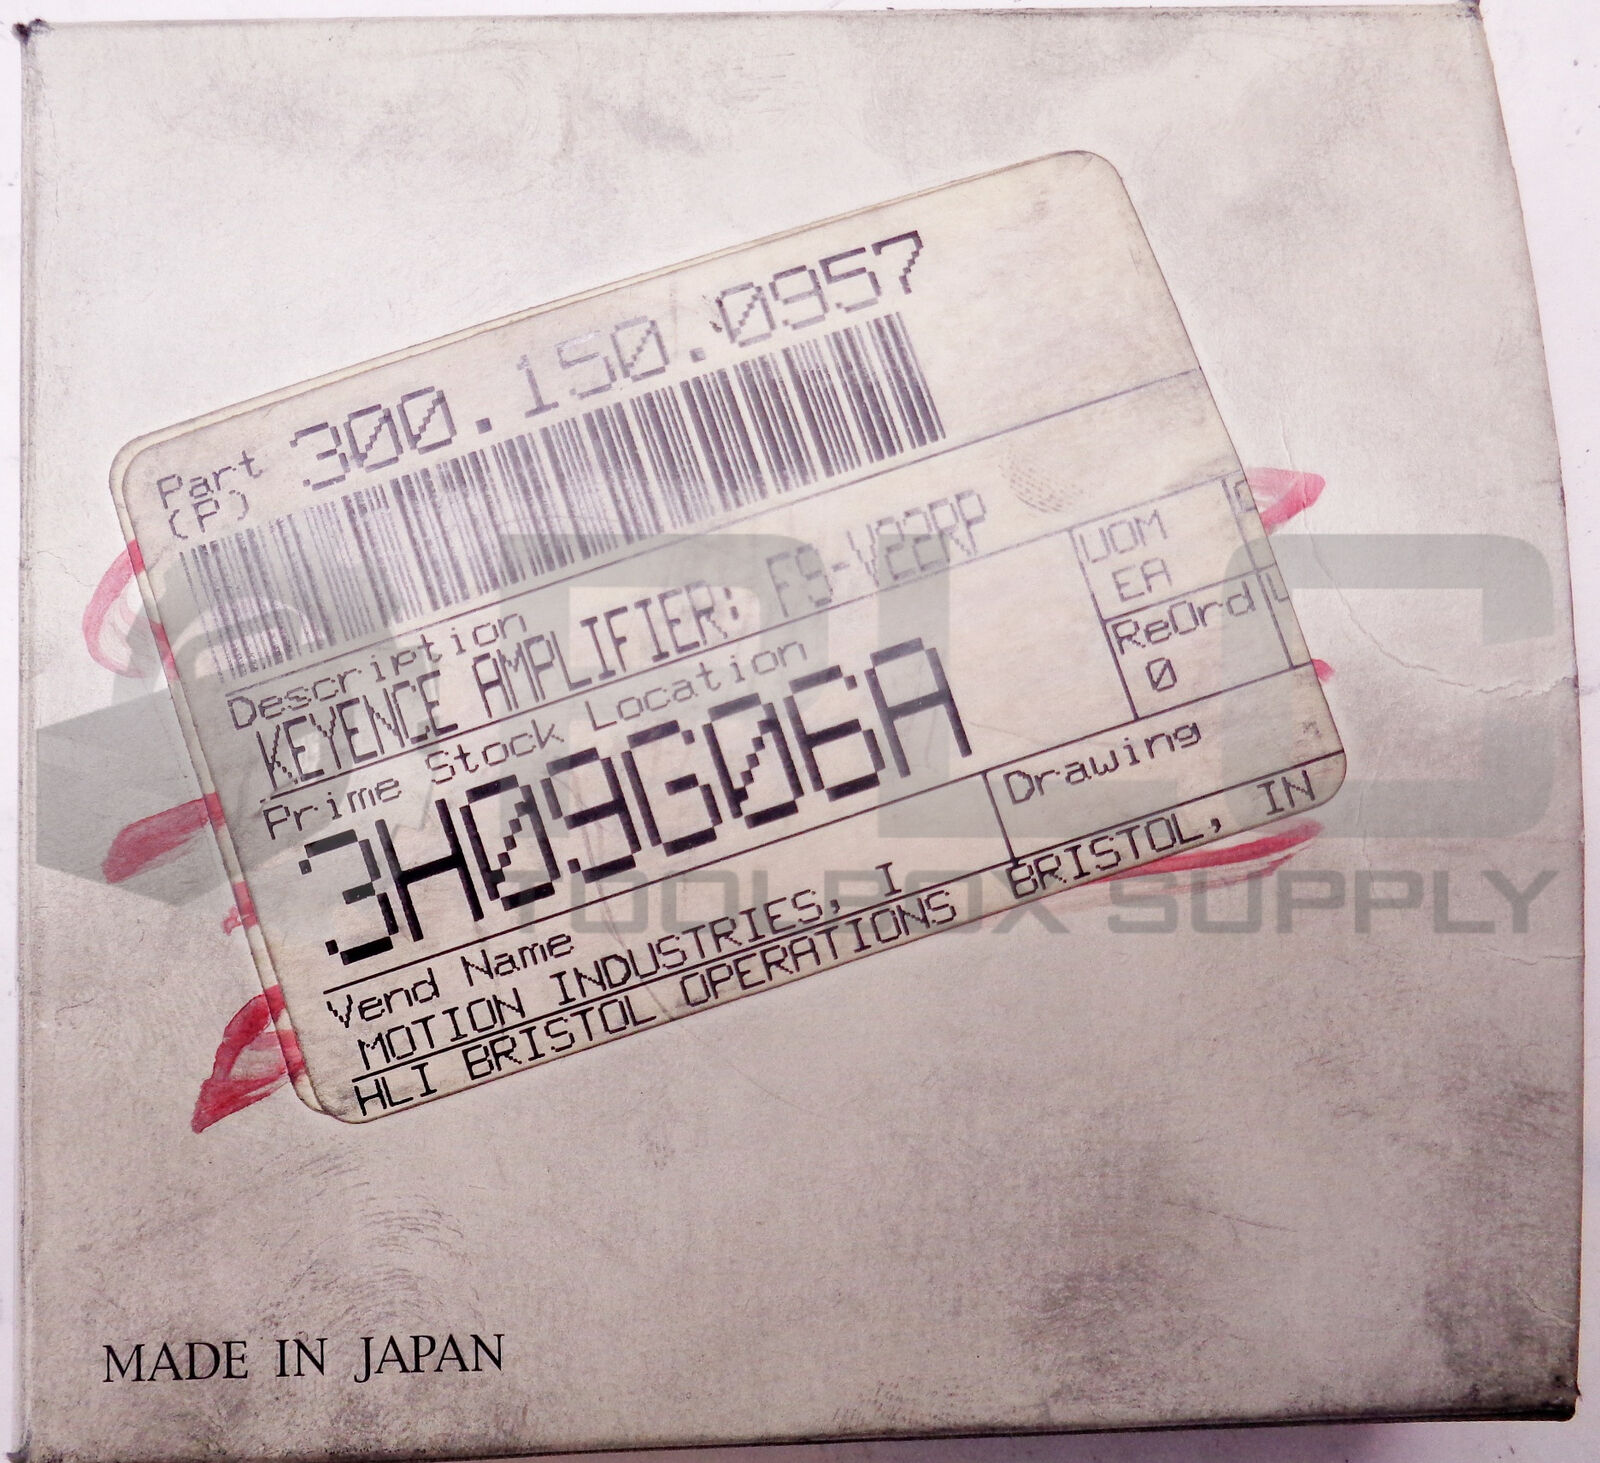 Part 300.150.0957
(P)
Description
KEYENCE AMPLIFIER: FS-V22RP
UOM
EA
Prime Stock Location
3H09G06A
ReOrd
0
Drawing
Vend Name
MOTION INDUSTRIES, I
HLI BRISTOL OPERATIONS BRISTOL, IN
PLC
TOOLBOX SUPPLY
MADE IN JAPAN